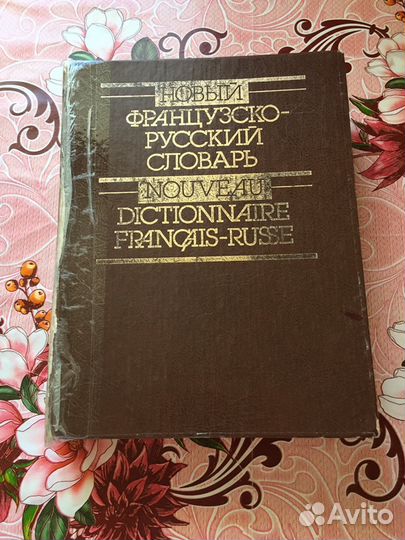 НОВЫЙ
ФРАНЦУЗСКО-
РУССКИЙ
СЛОВАРЬ
NOUVEAU
DICTIONNAIRE
FRANÇAIS-RUSSE
Avito